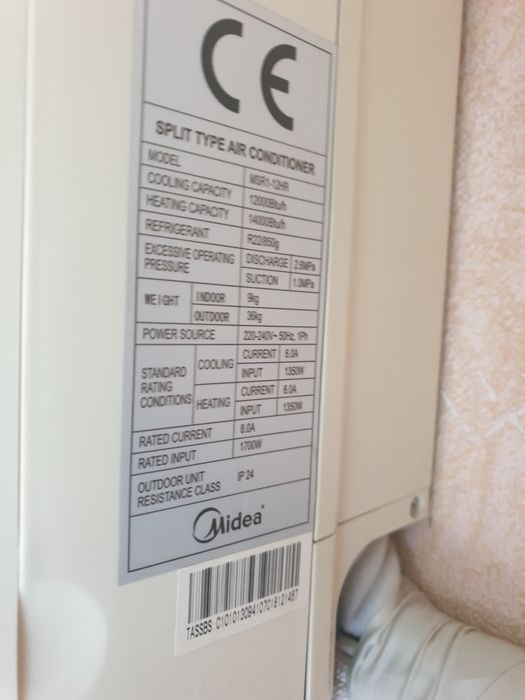 CE
SPLIT TYPE AIR CONDITIONER
MODEL MSR1-12HR
COOLING CAPACITY 12000Btu/h
HEATING CAPACITY 14000Btu/h
REFRIGERANT R22/850g
EXCESSIVE OPERATING PRESSURE DISCHARGE 2.6MPa
SUCTION 1.0MPa
WEIGHT INDOOR 9kg
OUTDOOR 36kg
POWER SOURCE 220-240V~ 50Hz, 1Ph
STANDARD RATING CONDITIONS COOLING CURRENT 6.0A
INPUT 1350W
HEATING CURRENT 6.0A
INPUT 1350W
RATED CURRENT 8.0A
RATED INPUT 1700W
OUTDOOR UNIT RESISTANCE CLASS IP 24
Midea
TASSBS C101013094107018121487